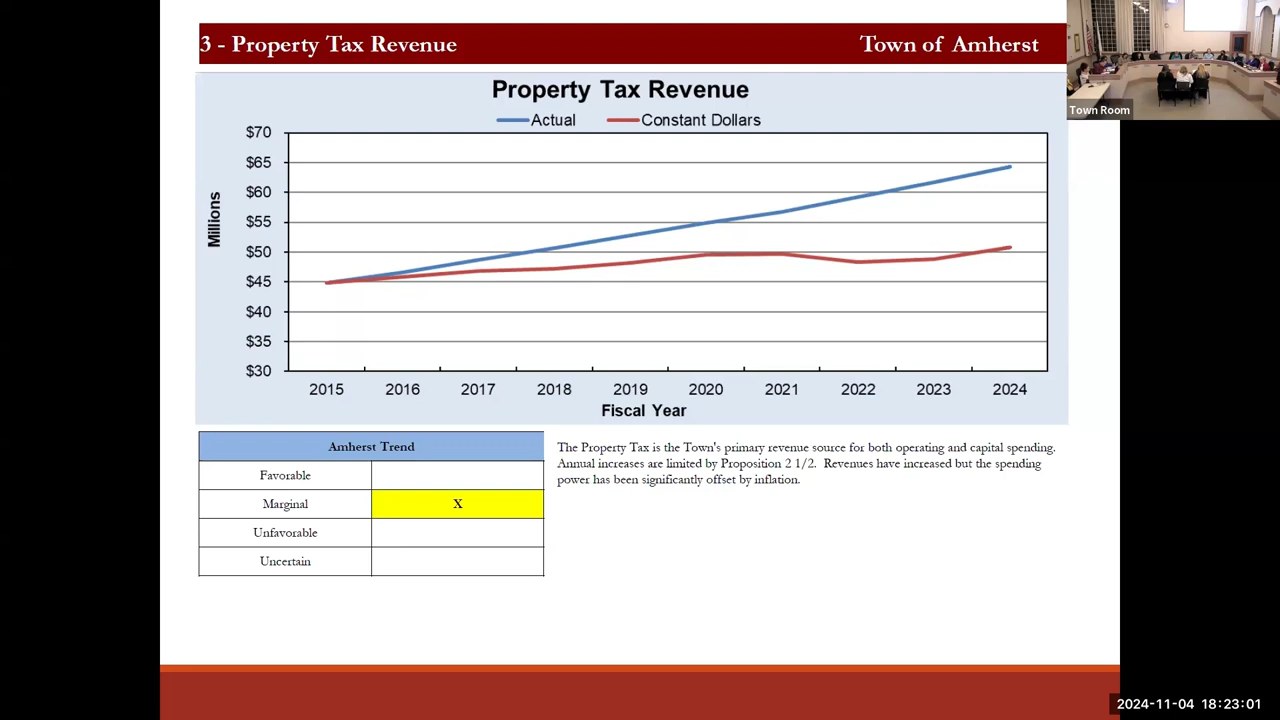 3 - Property Tax Revenue
Town of Amherst
Town Room
Property Tax Revenue
Actual
Constant Dollars
$70
$65
$60
$55
$50
$45
$40
$35
$30
Millions
2015 2016 2017 2018 2019 2020 2021 2022 2023 2024
Fiscal Year
Amherst Trend
Favorable
Marginal X
Unfavorable
Uncertain
The Property Tax is the Town's primary revenue source for both operating and capital spending.
Annual increases are limited by Proposition 2 1/2. Revenues have increased but the spending
power has been significantly offset by inflation.
2024-11-04 18:23:01